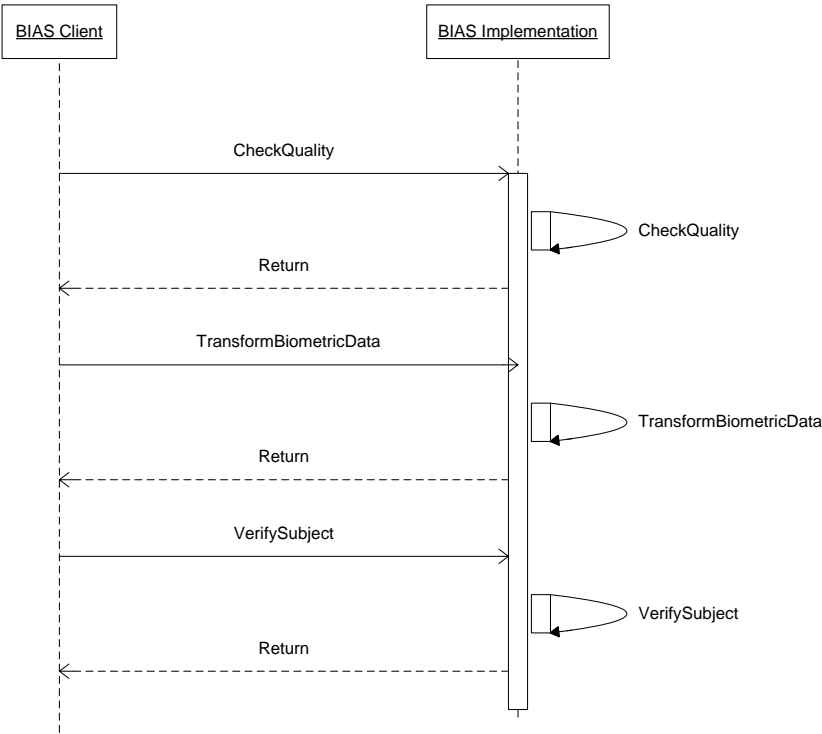 BIAS Client
BIAS Implementation
CheckQuality
CheckQuality
Return
TransformBiometricData
TransformBiometricData
Return
VerifySubject
VerifySubject
Return